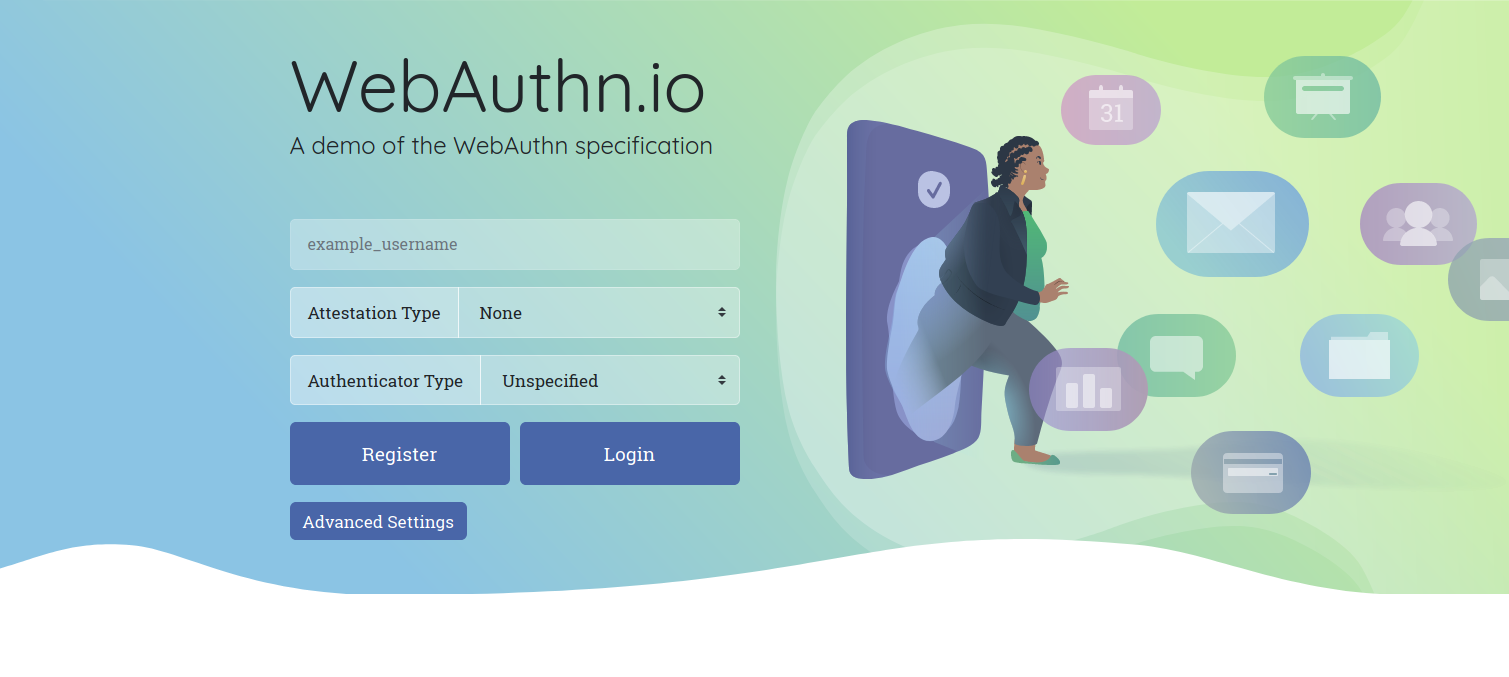 WebAuthn.io
A demo of the WebAuthn specification
example_username
Attestation Type None
Authenticator Type Unspecified
Register Login
Advanced Settings
31